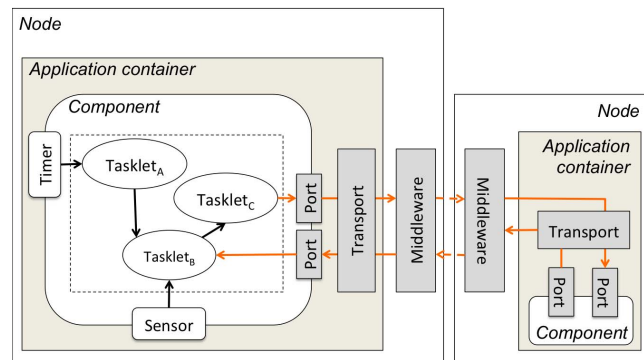 Node
Application container
Component
Timer
Tasklet_A
Tasklet_C
Tasklet_B
Sensor
Port
Port
Transport
Middleware
Middleware
Node
Application
container
Transport
Port
Port
Component